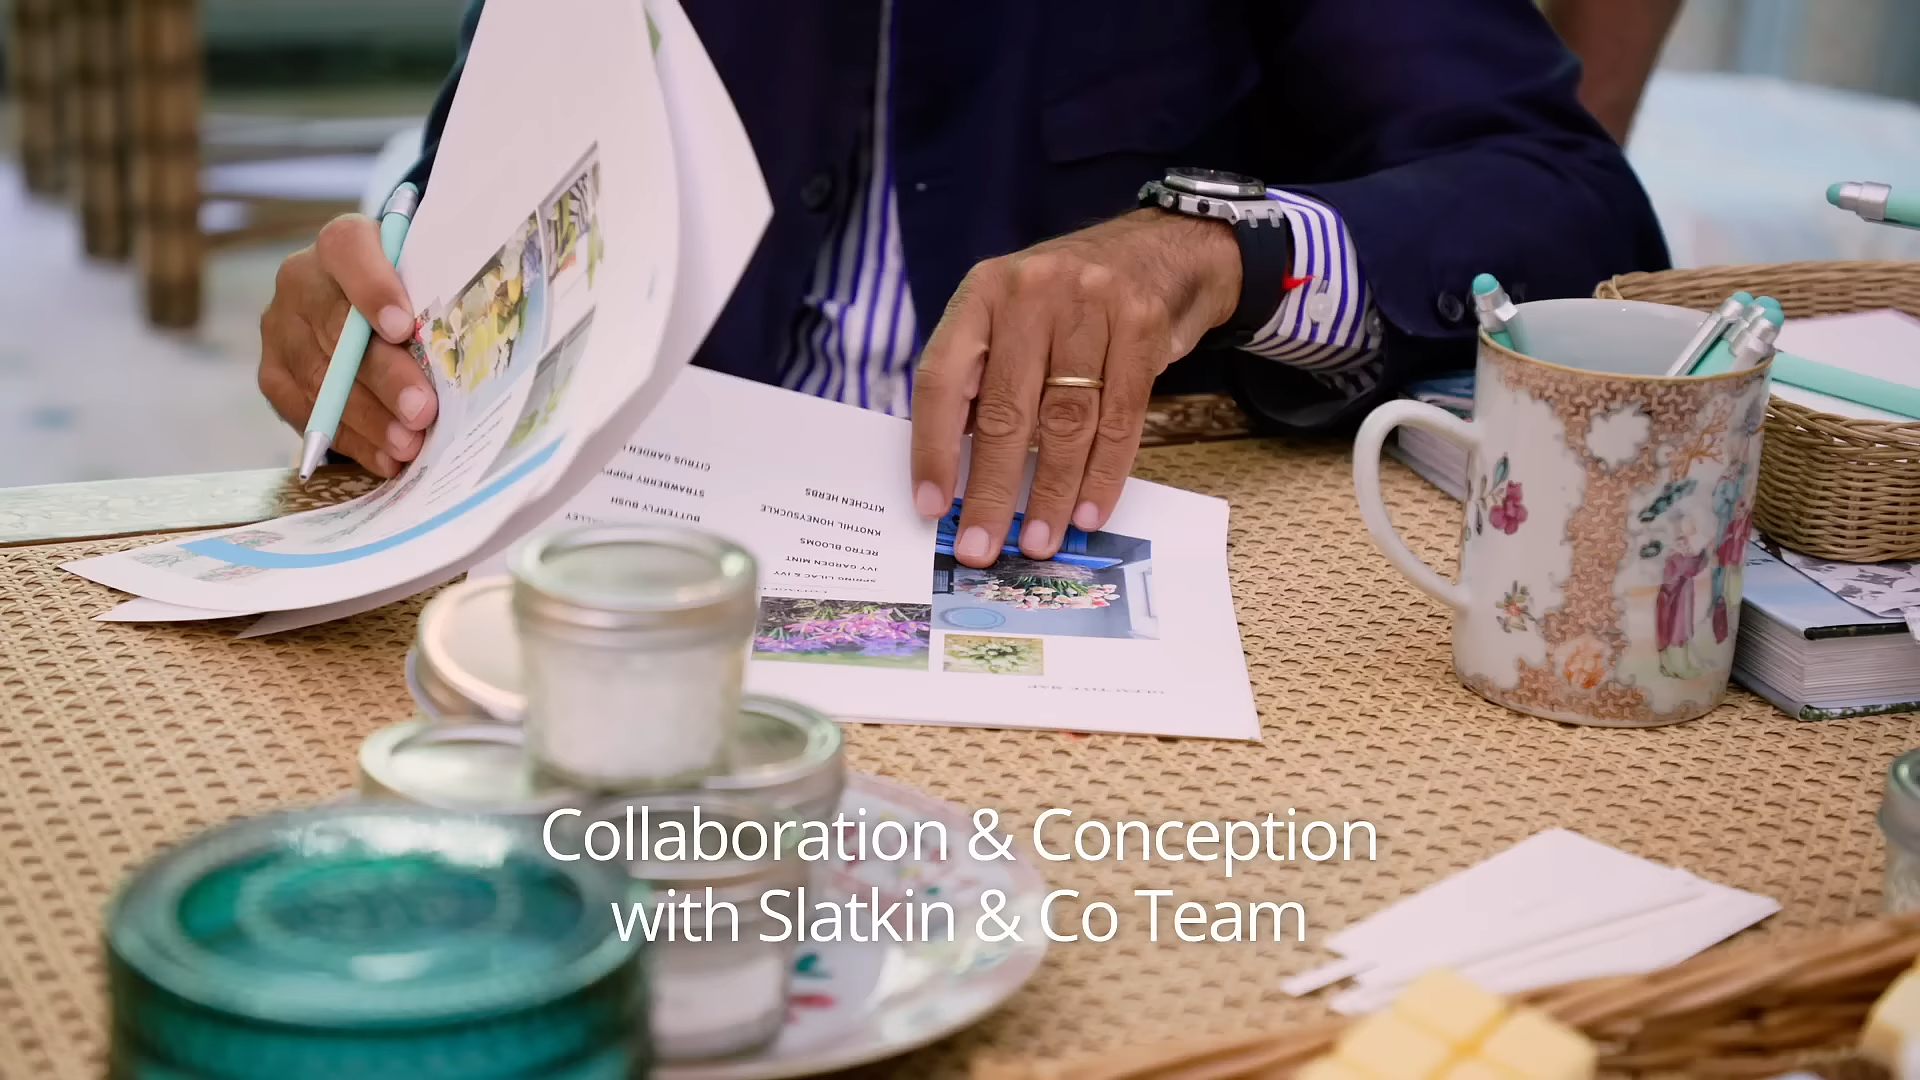 CITRUS GARDEN
STRAWBERRY POPPY
BUTTERFLY BUSH
KITCHEN HERBS
KNOTHIL HONEYSUCKLE
RETRO BLOOMS
IVY GARDEN MINT
SPRING LILAC & IVY
Collaboration & Conception
with Slatkin & Co Team